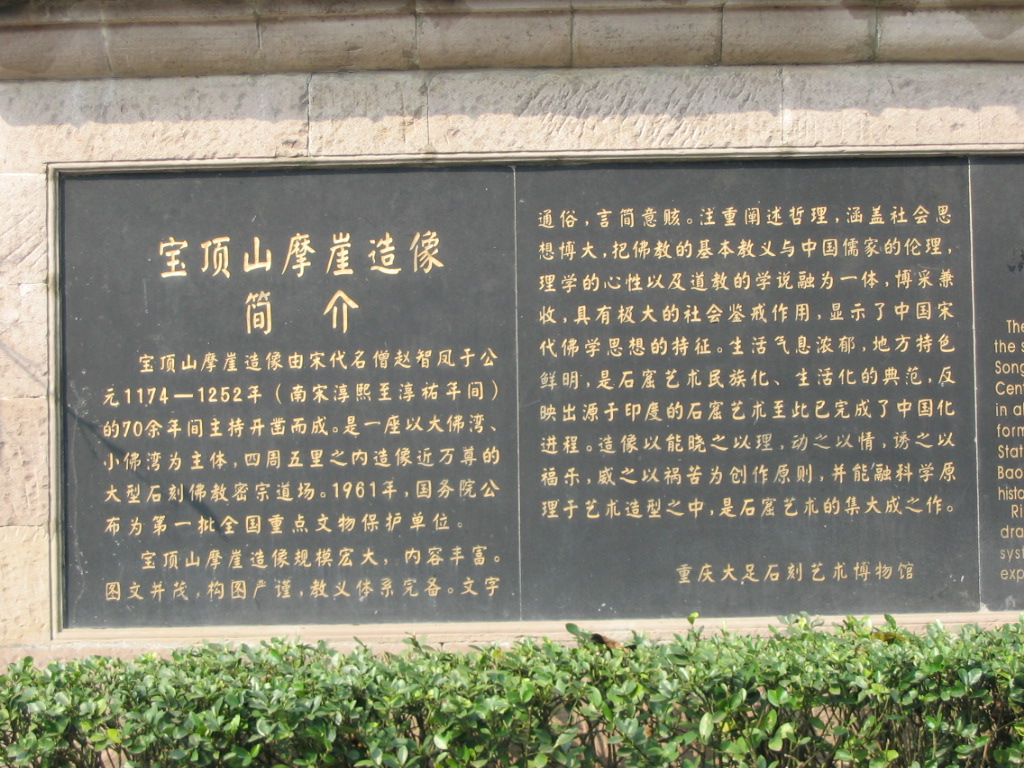 宝顶山摩崖造像
简介
宝顶山摩崖造像由宋代名僧赵智凤于公
元1174—1252年（南宋淳熙至淳祐年间）
的70余年间主持开凿而成。是一座以大佛湾、
小佛湾为主体，四周五里之内造像近万尊的
大型石刻佛教密宗道场。1961年，国务院公
布为第一批全国重点文物保护单位。
宝顶山摩崖造像规模宏大，内容丰富。
图文并茂，构图严谨，教义体系完备。文字
通俗，言简意赅。注重阐述哲理，涵盖社会思
想博大，把佛教的基本教义与中国儒家的伦理，
理学的心性以及道教的学说融为一体，博采兼
收，具有极大的社会鉴戒作用，显示了中国宋
代佛学思想的特征。生活气息浓郁，地方特色
鲜明，是石窟艺术民族化、生活化的典范，反
映出源于印度的石窟艺术至此已完成了中国化
进程。造像以能晓之以理，动之以情，诱之以
福乐，威之以祸苦为创作原则，并能融科学原
理于艺术造型之中，是石窟艺术的集大成之作。
重庆大足石刻艺术博物馆
The
the s
Song
Cent
in al
form
Stat
Bao
histo
Ri
dra
syst
exp